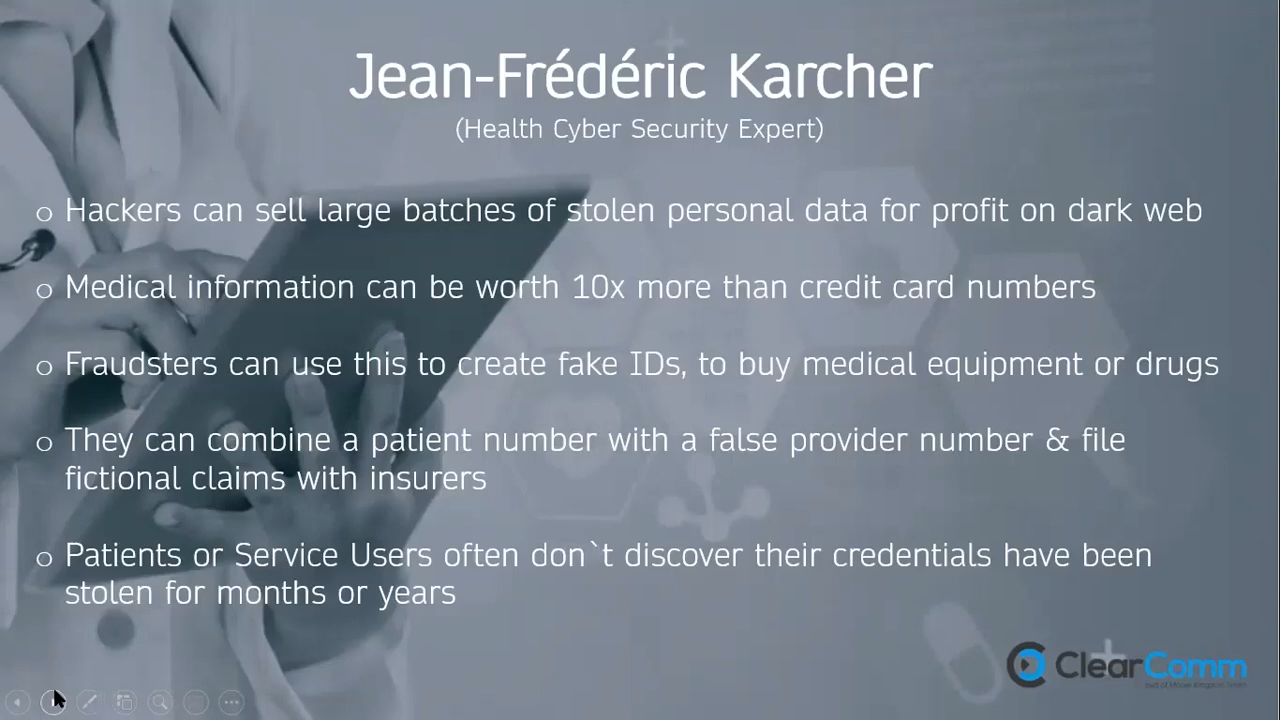 Jean-Frédéric Karcher
(Health Cyber Security Expert)
o Hackers can sell large batches of stolen personal data for profit on dark web
o Medical information can be worth 10x more than credit card numbers
o Fraudsters can use this to create fake IDs, to buy medical equipment or drugs
o They can combine a patient number with a false provider number & file
fictional claims with insurers
o Patients or Service Users often don`t discover their credentials have been
stolen for months or years
ClearComm